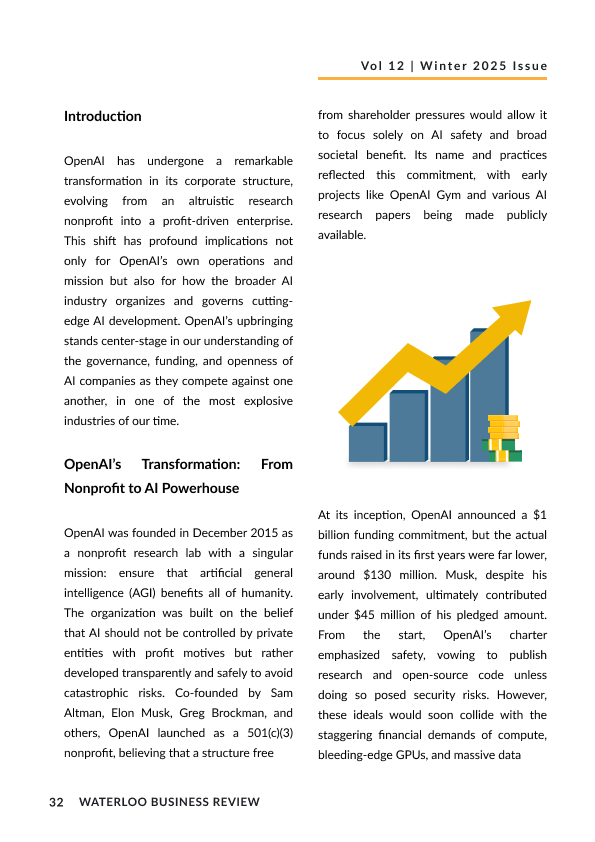 Vol 12 | Winter 2025 Issue
Introduction
OpenAI has undergone a remarkable
transformation in its corporate structure,
evolving from an altruistic research
nonprofit into a profit-driven enterprise.
This shift has profound implications not
only for OpenAI’s own operations and
mission but also for how the broader AI
industry organizes and governs cutting-
edge AI development. OpenAI’s upbringing
stands center-stage in our understanding of
the governance, funding, and openness of
AI companies as they compete against one
another, in one of the most explosive
industries of our time.
OpenAI’s Transformation: From
Nonprofit to AI Powerhouse
OpenAI was founded in December 2015 as
a nonprofit research lab with a singular
mission: ensure that artificial general
intelligence (AGI) benefits all of humanity.
The organization was built on the belief
that AI should not be controlled by private
entities with profit motives but rather
developed transparently and safely to avoid
catastrophic risks. Co-founded by Sam
Altman, Elon Musk, Greg Brockman, and
others, OpenAI launched as a 501(c)(3)
nonprofit, believing that a structure free
from shareholder pressures would allow it
to focus solely on AI safety and broad
societal benefit. Its name and practices
reflected this commitment, with early
projects like OpenAI Gym and various AI
research papers being made publicly
available.
At its inception, OpenAI announced a $1
billion funding commitment, but the actual
funds raised in its first years were far lower,
around $130 million. Musk, despite his
early involvement, ultimately contributed
under $45 million of his pledged amount.
From the start, OpenAI’s charter
emphasized safety, vowing to publish
research and open-source code unless
doing so posed security risks. However,
these ideals would soon collide with the
staggering financial demands of compute,
bleeding-edge GPUs, and massive data
32 WATERLOO BUSINESS REVIEW